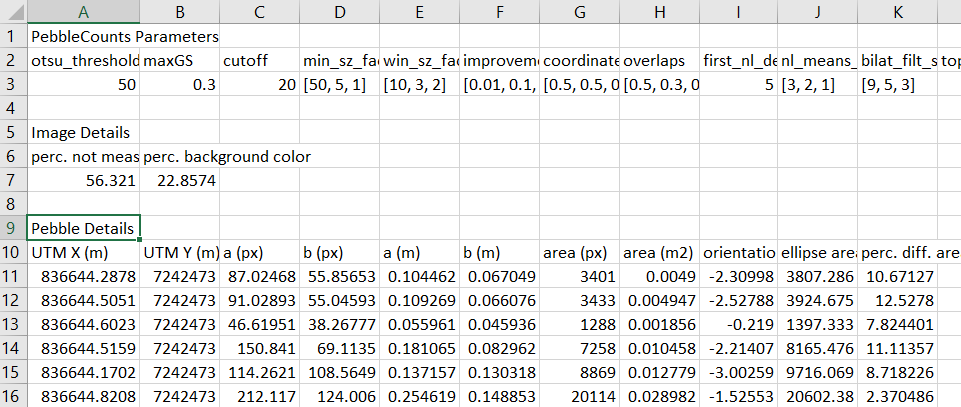 A B C D E F G H I J K
1 PebbleCounts Parameters
2 otsu_threshold maxGS cutoff min_sz_fa win_sz_fa improvem coordinate overlaps first_nl_de nl_means_ bilat_filt_s top
3 50 0.3 20 [50, 5, 1] [10, 3, 2] [0.01, 0.1, [0.5, 0.5, 0 [0.5, 0.3, 0 5 [3, 2, 1] [9, 5, 3]
4
5 Image Details
6 perc. not meas perc. background color
7 56.321 22.8574
8
9 Pebble Details
10 UTM X (m) UTM Y (m) a (px) b (px) a (m) b (m) area (px) area (m2) orientatio ellipse are perc. diff. are
11 836644.2878 7242473 87.02468 55.85653 0.104462 0.067049 3401 0.0049 -2.30998 3807.286 10.67127
12 836644.5051 7242473 91.02893 55.04593 0.109269 0.066076 3433 0.004947 -2.52788 3924.675 12.5278
13 836644.6023 7242473 46.61951 38.26777 0.055961 0.045936 1288 0.001856 -0.219 1397.333 7.824401
14 836644.5159 7242473 150.841 69.1135 0.181065 0.082962 7258 0.010458 -2.21407 8165.476 11.11357
15 836644.1702 7242473 114.2621 108.5649 0.137157 0.130318 8869 0.012779 -3.00259 9716.069 8.718226
16 836644.8208 7242473 212.117 124.006 0.254619 0.148853 20114 0.028982 -1.52553 20602.38 2.370486